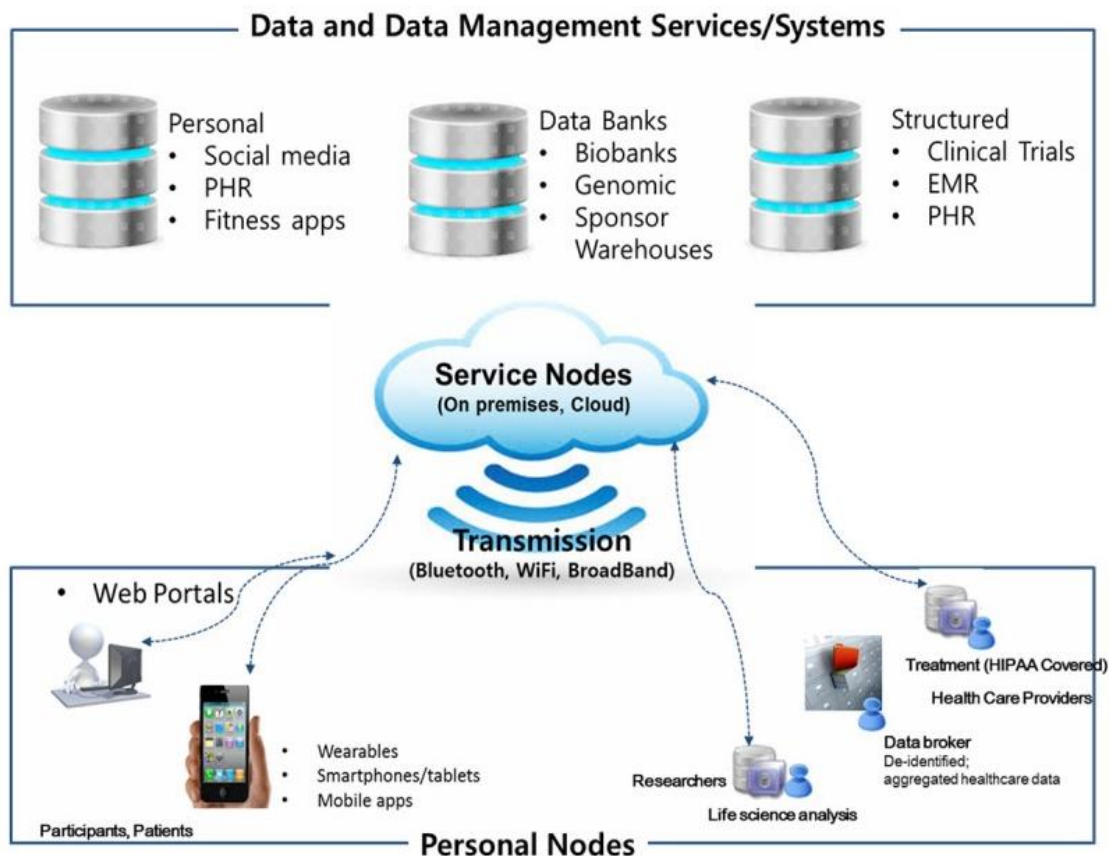 Data and Data Management Services/Systems
Personal
• Social media
• PHR
• Fitness apps
Data Banks
• Biobanks
• Genomic
• Sponsor
Warehouses
Structured
• Clinical Trials
• EMR
• PHR
Service Nodes
(On premises, Cloud)
Transmission
(Bluetooth, WiFi, BroadBand)
• Web Portals
• Wearables
• Smartphones/tablets
• Mobile apps
Participants, Patients
Researchers
Life science analysis
Treatment (HIPAA Covered)
Health Care Providers
Data broker
De-identified;
aggregated healthcare data
Personal Nodes